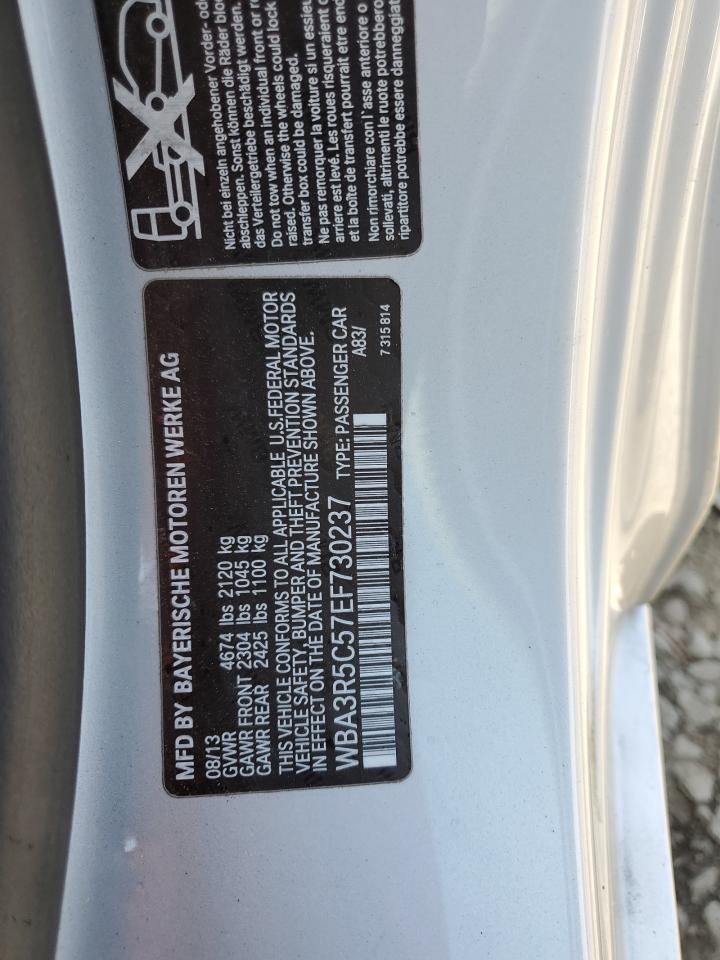 MFD BY BAYERISCHE MOTOREN WERKE AG
08/13
GVWR 4674 lbs 2120 kg
GAWR FRONT 2304 lbs 1045 kg
GAWR REAR 2425 lbs 1100 kg
THIS VEHICLE CONFORMS TO ALL APPLICABLE U.S.FEDERAL MOTOR
VEHICLE SAFETY, BUMPER AND THEFT PREVENTION STANDARDS
IN EFFECT ON THE DATE OF MANUFACTURE SHOWN ABOVE.
WBA3R5C57EF730237 TYPE: PASSENGER CAR
A83/
7 315 814
Nicht bei einzeln angehobener Vorder- od
abschleppen. Sonst können die Räder blo
das Verteilergetriebe beschädigt werden.
Do not tow when an individual front or r
raised. Otherwise the wheels could lock
transfer box could be damaged.
Ne pas remorquer la voiture si un essieu
arriere est levé. Les roues risqueraient
et la boîte de transfert pourrait etre end
Non rimorchiare con l'asse anteriore o
sollevati, altrimenti le ruote potrebbero
ripartitore potrebbe essere danneggiat